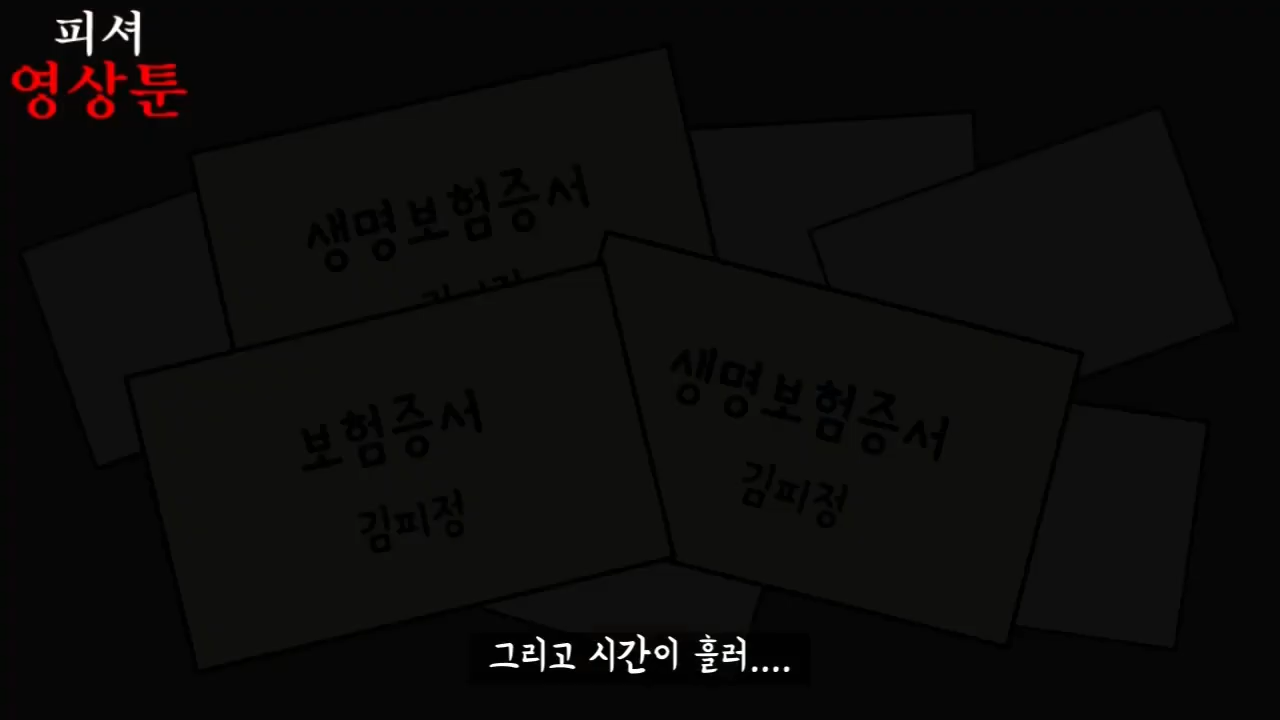 피셔
영상툰
생명보험증서
보험증서
김피정
생명보험증서
김피정
그리고 시간이 흘러....